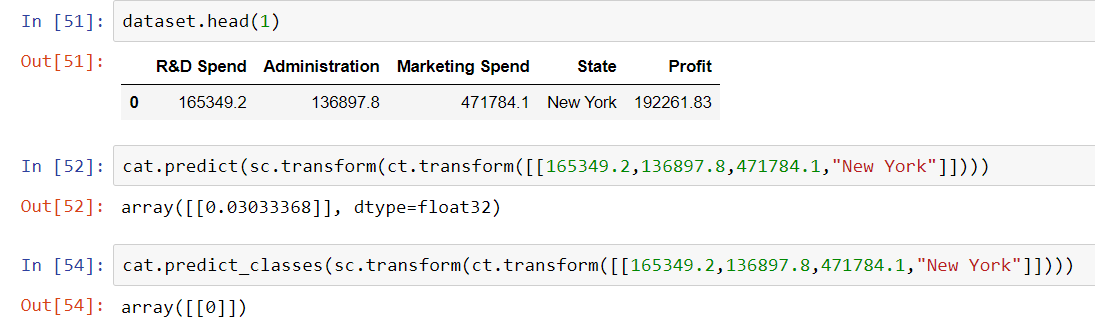 In [51]: dataset.head(1)
Out[51]:
R&D Spend Administration Marketing Spend State Profit
0 165349.2 136897.8 471784.1 New York 192261.83
In [52]: cat.predict(sc.transform(ct.transform([[165349.2,136897.8,471784.1,"New York"]])))
Out[52]: array([[0.03033368]], dtype=float32)
In [54]: cat.predict_classes(sc.transform(ct.transform([[165349.2,136897.8,471784.1,"New York"]])))
Out[54]: array([[0]])